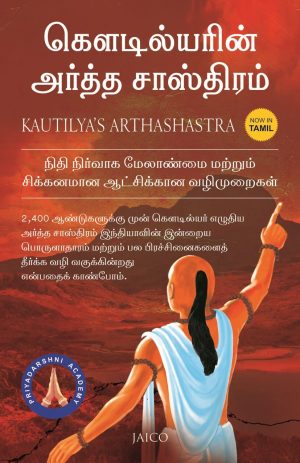 கௌடில்யரின்
அர்த்த சாஸ்திரம்
KAUTILYA'S ARTHASHASTRA
NOW IN
TAMIL
நிதி நிர்வாக மேலாண்மை மற்றும்
சிக்கனமான ஆட்சிக்கான வழிமுறைகள்
2,400 ஆண்டுகளுக்கு முன் கௌடில்யர் எழுதிய
அர்த்த சாஸ்திரம் இந்தியாவின் இன்றைய
பொருளாதாரம் மற்றும் பல பிரச்சினைகளைத்
தீர்க்க வழி வகுக்கின்றது
என்பதைக் காண்போம்.
PRIYADARSHNI ACADEMY
JAICO